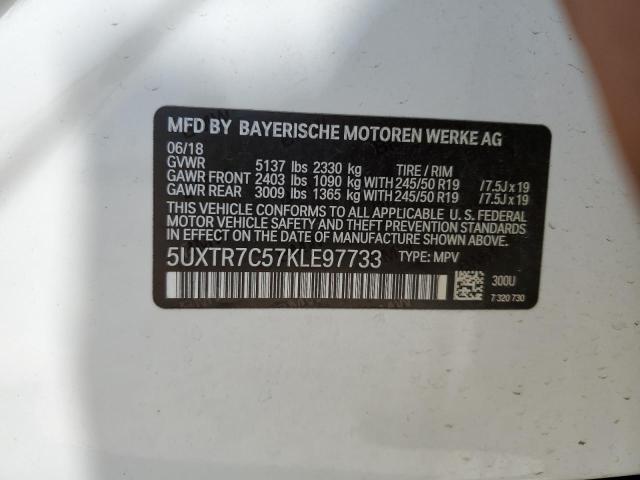 MFD BY BAYERISCHE MOTOREN WERKE AG
06/18
GVWR 5137 lbs 2330 kg TIRE / RIM
GAWR FRONT 2403 lbs 1090 kg WITH 245/50 R19 /7.5J x 19
GAWR REAR 3009 lbs 1365 kg WITH 245/50 R19 /7.5J x 19
THIS VEHICLE CONFORMS TO ALL APPLICABLE U. S. FEDERAL
MOTOR VEHICLE SAFETY AND THEFT PREVENTION STANDARDS
IN EFFECT ON THE DATE OF MANUFACTURE SHOWN ABOVE.
5UXTR7C57KLE97733 TYPE: MPV
300U
7 320 730